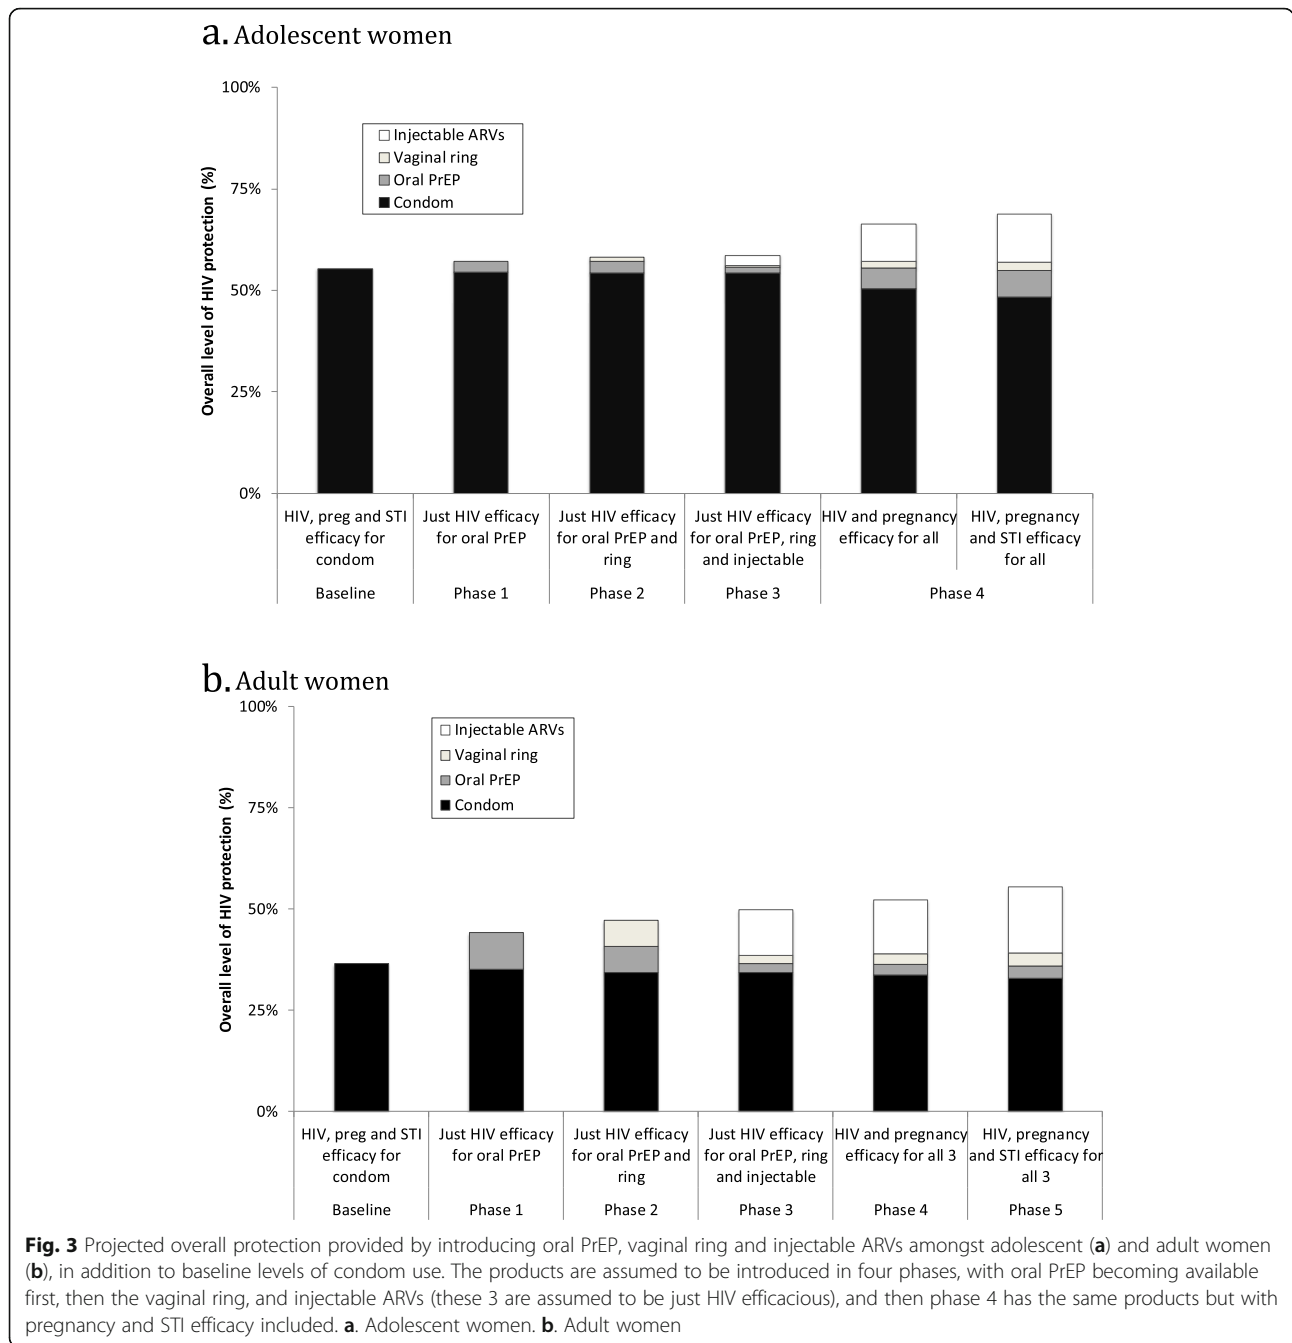 a. Adolescent women
100%
75%
50%
25%
0%
Overall level of HIV protection (%)
Injectable ARVs
Vaginal ring
Oral PrEP
Condom
HIV, preg and STI
efficacy for
condom
Just HIV efficacy
for oral PrEP
Just HIV efficacy
for oral PrEP and
ring
Just HIV efficacy
for oral PrEP, ring
and injectable
HIV and pregnancy
efficacy for all
HIV, pregnancy
and STI efficacy
for all
Baseline
Phase 1
Phase 2
Phase 3
Phase 4
b. Adult women
100%
75%
50%
25%
0%
Overall level of HIV protection (%)
Injectable ARVs
Vaginal ring
Oral PrEP
Condom
HIV, preg and STI
efficacy for
condom
Just HIV efficacy
for oral PrEP
Just HIV efficacy
for oral PrEP and
ring
Just HIV efficacy
for oral PrEP, ring
and injectable
HIV and pregnancy
efficacy for all 3
HIV, pregnancy
and STI efficacy for
all 3
Baseline
Phase 1
Phase 2
Phase 3
Phase 4
Phase 5
Fig. 3 Projected overall protection provided by introducing oral PrEP, vaginal ring and injectable ARVs amongst adolescent (a) and adult women
(b), in addition to baseline levels of condom use. The products are assumed to be introduced in four phases, with oral PrEP becoming available
first, then the vaginal ring, and injectable ARVs (these 3 are assumed to be just HIV efficacious), and then phase 4 has the same products but with
pregnancy and STI efficacy included. a. Adolescent women. b. Adult women